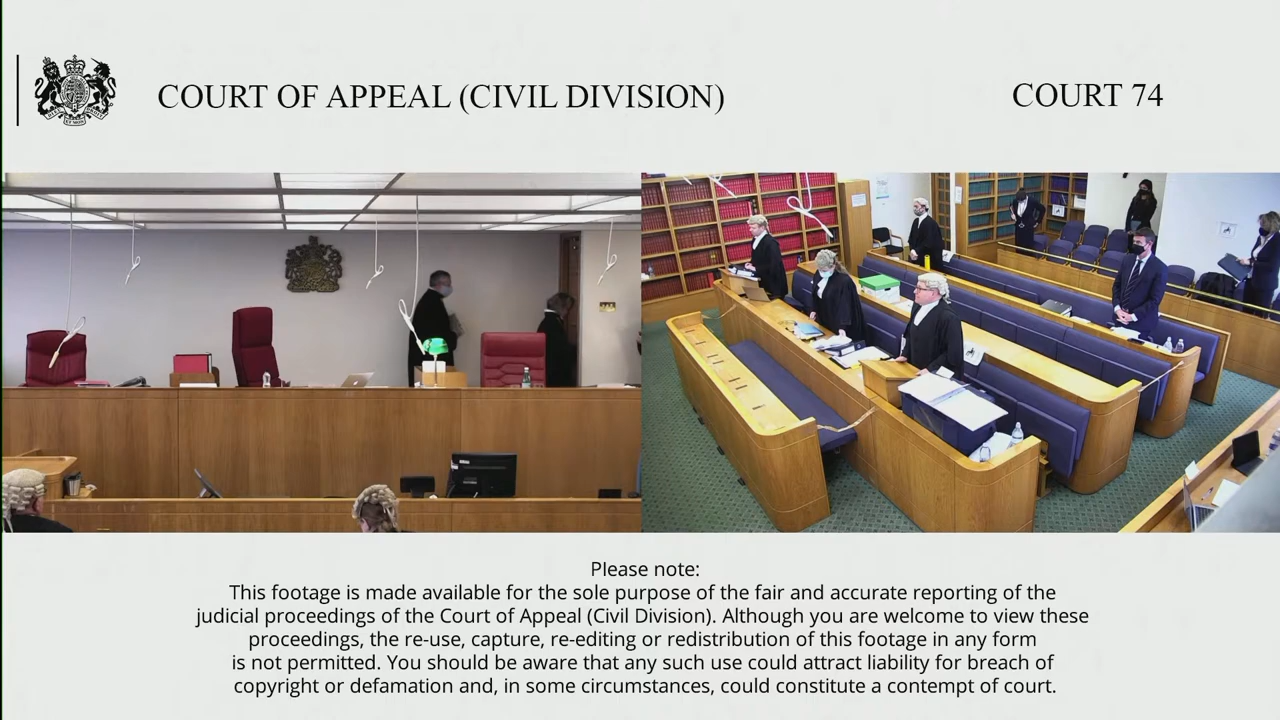 COURT OF APPEAL (CIVIL DIVISION)
COURT 74
Please note:
This footage is made available for the sole purpose of the fair and accurate reporting of the
judicial proceedings of the Court of Appeal (Civil Division). Although you are welcome to view these
proceedings, the re-use, capture, re-editing or redistribution of this footage in any form
is not permitted. You should be aware that any such use could attract liability for breach of
copyright or defamation and, in some circumstances, could constitute a contempt of court.